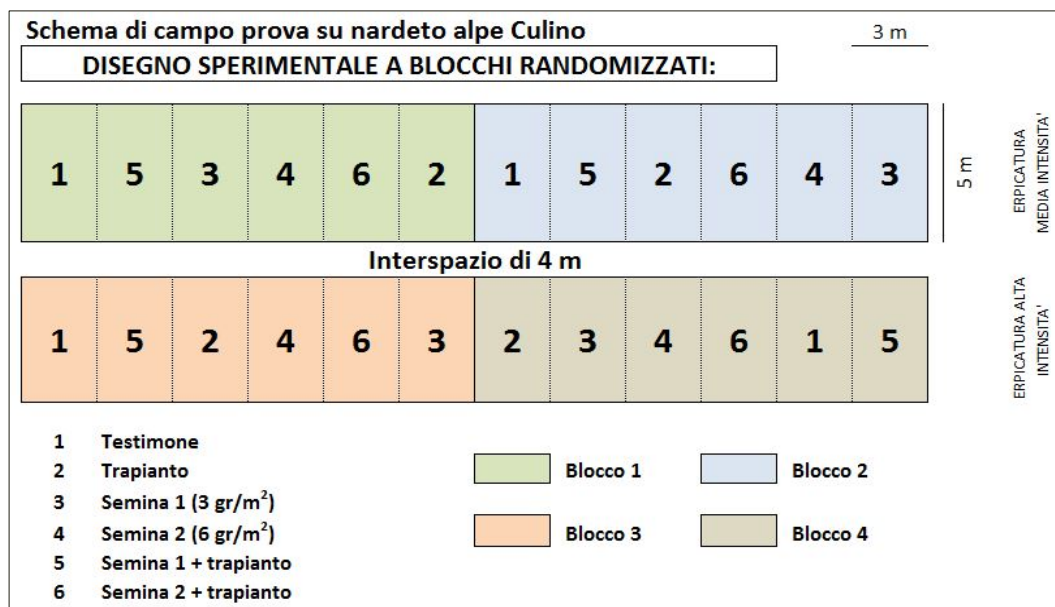 Schema di campo prova su nardeto alpe Culino
3 m
DISEGNO SPERIMENTALE A BLOCCHI RANDOMIZZATI:
1 5 3 4 6 2 1 5 2 6 4 3
5 m
ERPICATURA
MEDIA INTENSITA'
Interspazio di 4 m
1 5 2 4 6 3 2 3 4 6 1 5
ERPICATURA ALTA
INTENSITA'
1 Testimone
2 Trapianto
3 Semina 1 (3 gr/m²)
4 Semina 2 (6 gr/m²)
5 Semina 1 + trapianto
6 Semina 2 + trapianto
Blocco 1
Blocco 2
Blocco 3
Blocco 4